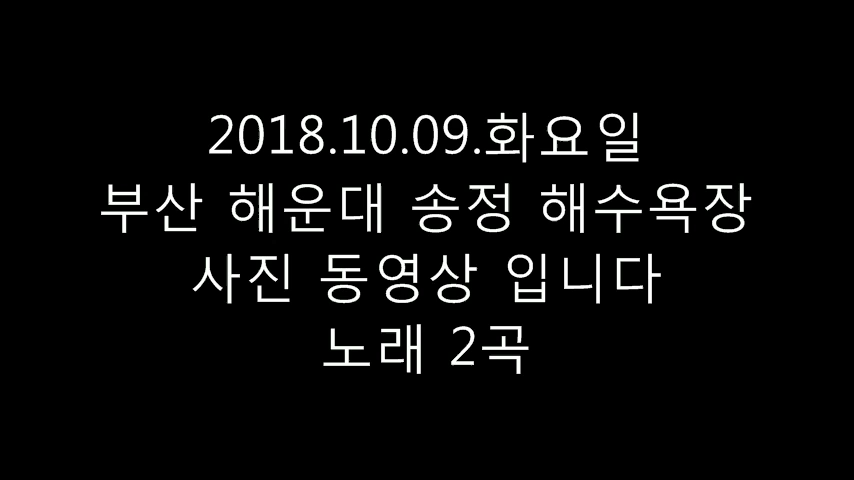 2018.10.09.화요일
부산 해운대 송정 해수욕장
사진 동영상 입니다
노래 2곡